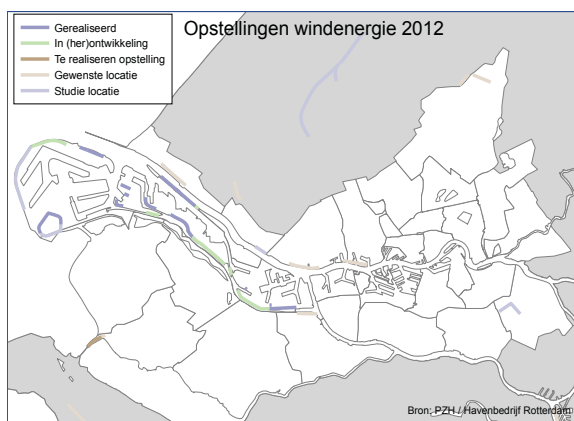 Opstellingen windenergie 2012
Gerealiseerd
In (her)ontwikkeling
Te realiseren opstelling
Gewenste locatie
Studie locatie
Bron: PZH / Havenbedrijf Rotterdam